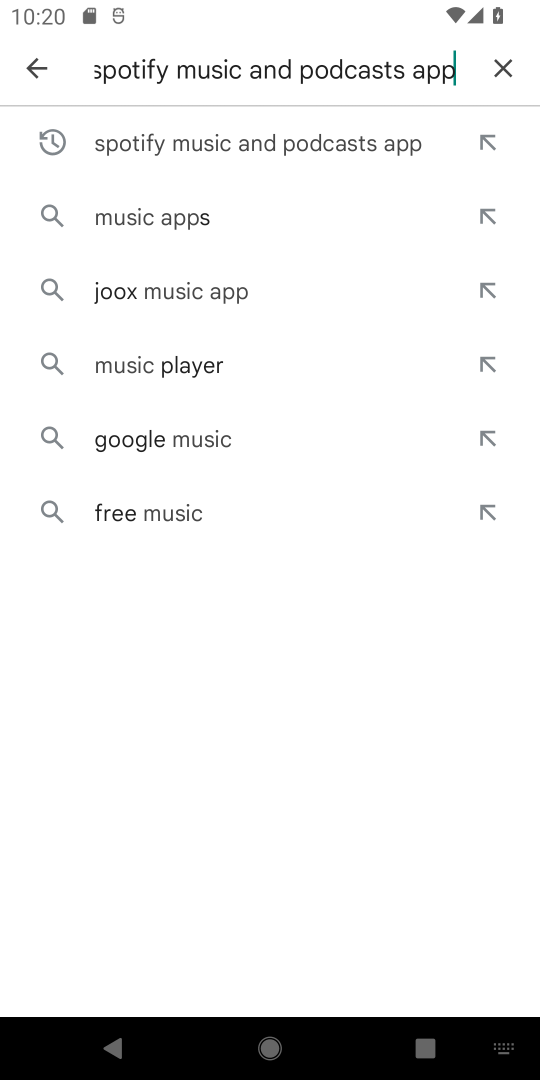 10:20
spotify music and podcasts app
spotify music and podcasts app
music apps
joox music app
music player
google music
free music